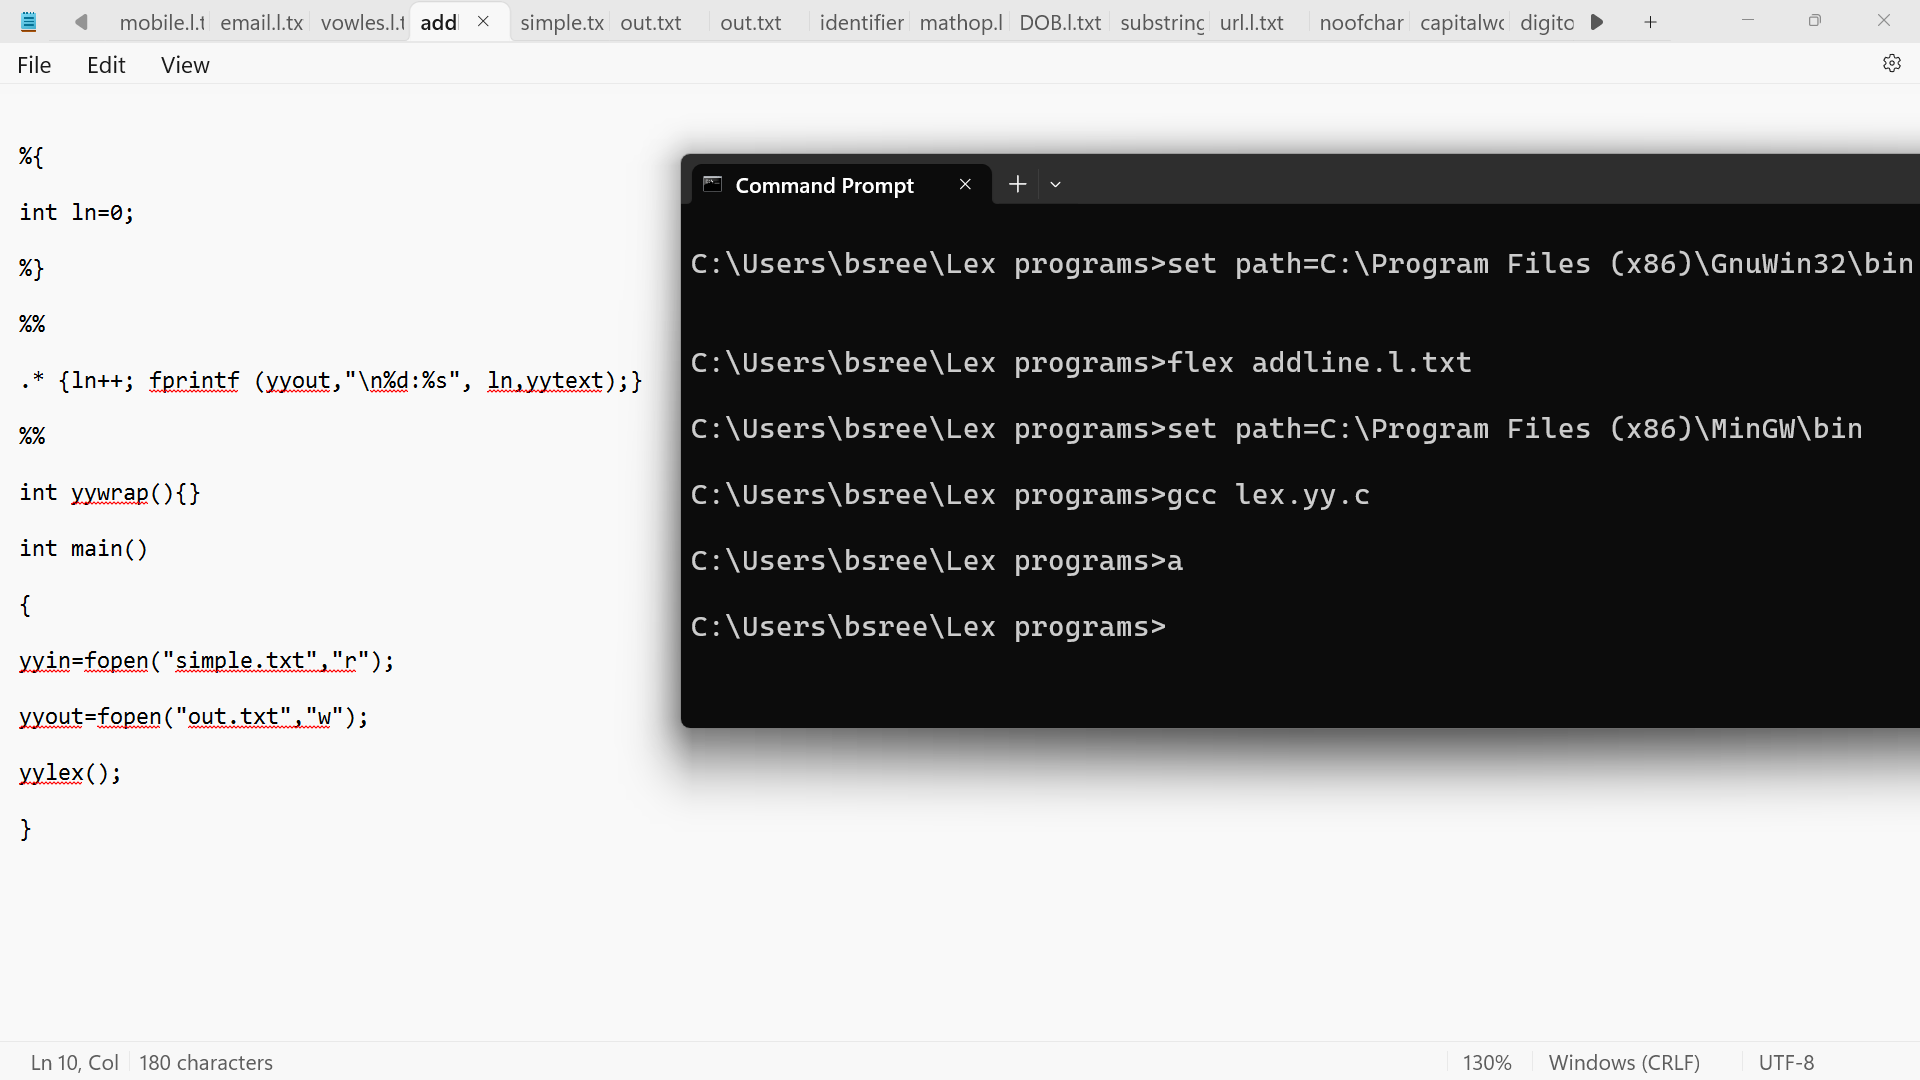 mobile.l.t email.l.tx vowles.l.t add simple.tx out.txt out.txt identifier mathop.l DOB.l.txt substring url.l.txt noofchar capitalwc digito
File Edit View
%{
int ln=0;
%}
%%
.* {ln++; fprintf (yyout,"\n%d:%s", ln,yytext);}
%%
int yywrap(){}
int main()
{
yyin=fopen("simple.txt","r");
yyout=fopen("out.txt","w");
yylex();
}
Command Prompt
C:\Users\bsree\Lex programs>set path=C:\Program Files (x86)\GnuWin32\bin
C:\Users\bsree\Lex programs>flex addline.l.txt
C:\Users\bsree\Lex programs>set path=C:\Program Files (x86)\MinGW\bin
C:\Users\bsree\Lex programs>gcc lex.yy.c
C:\Users\bsree\Lex programs>a
C:\Users\bsree\Lex programs>
Ln 10, Col 180 characters 130% Windows (CRLF) UTF-8